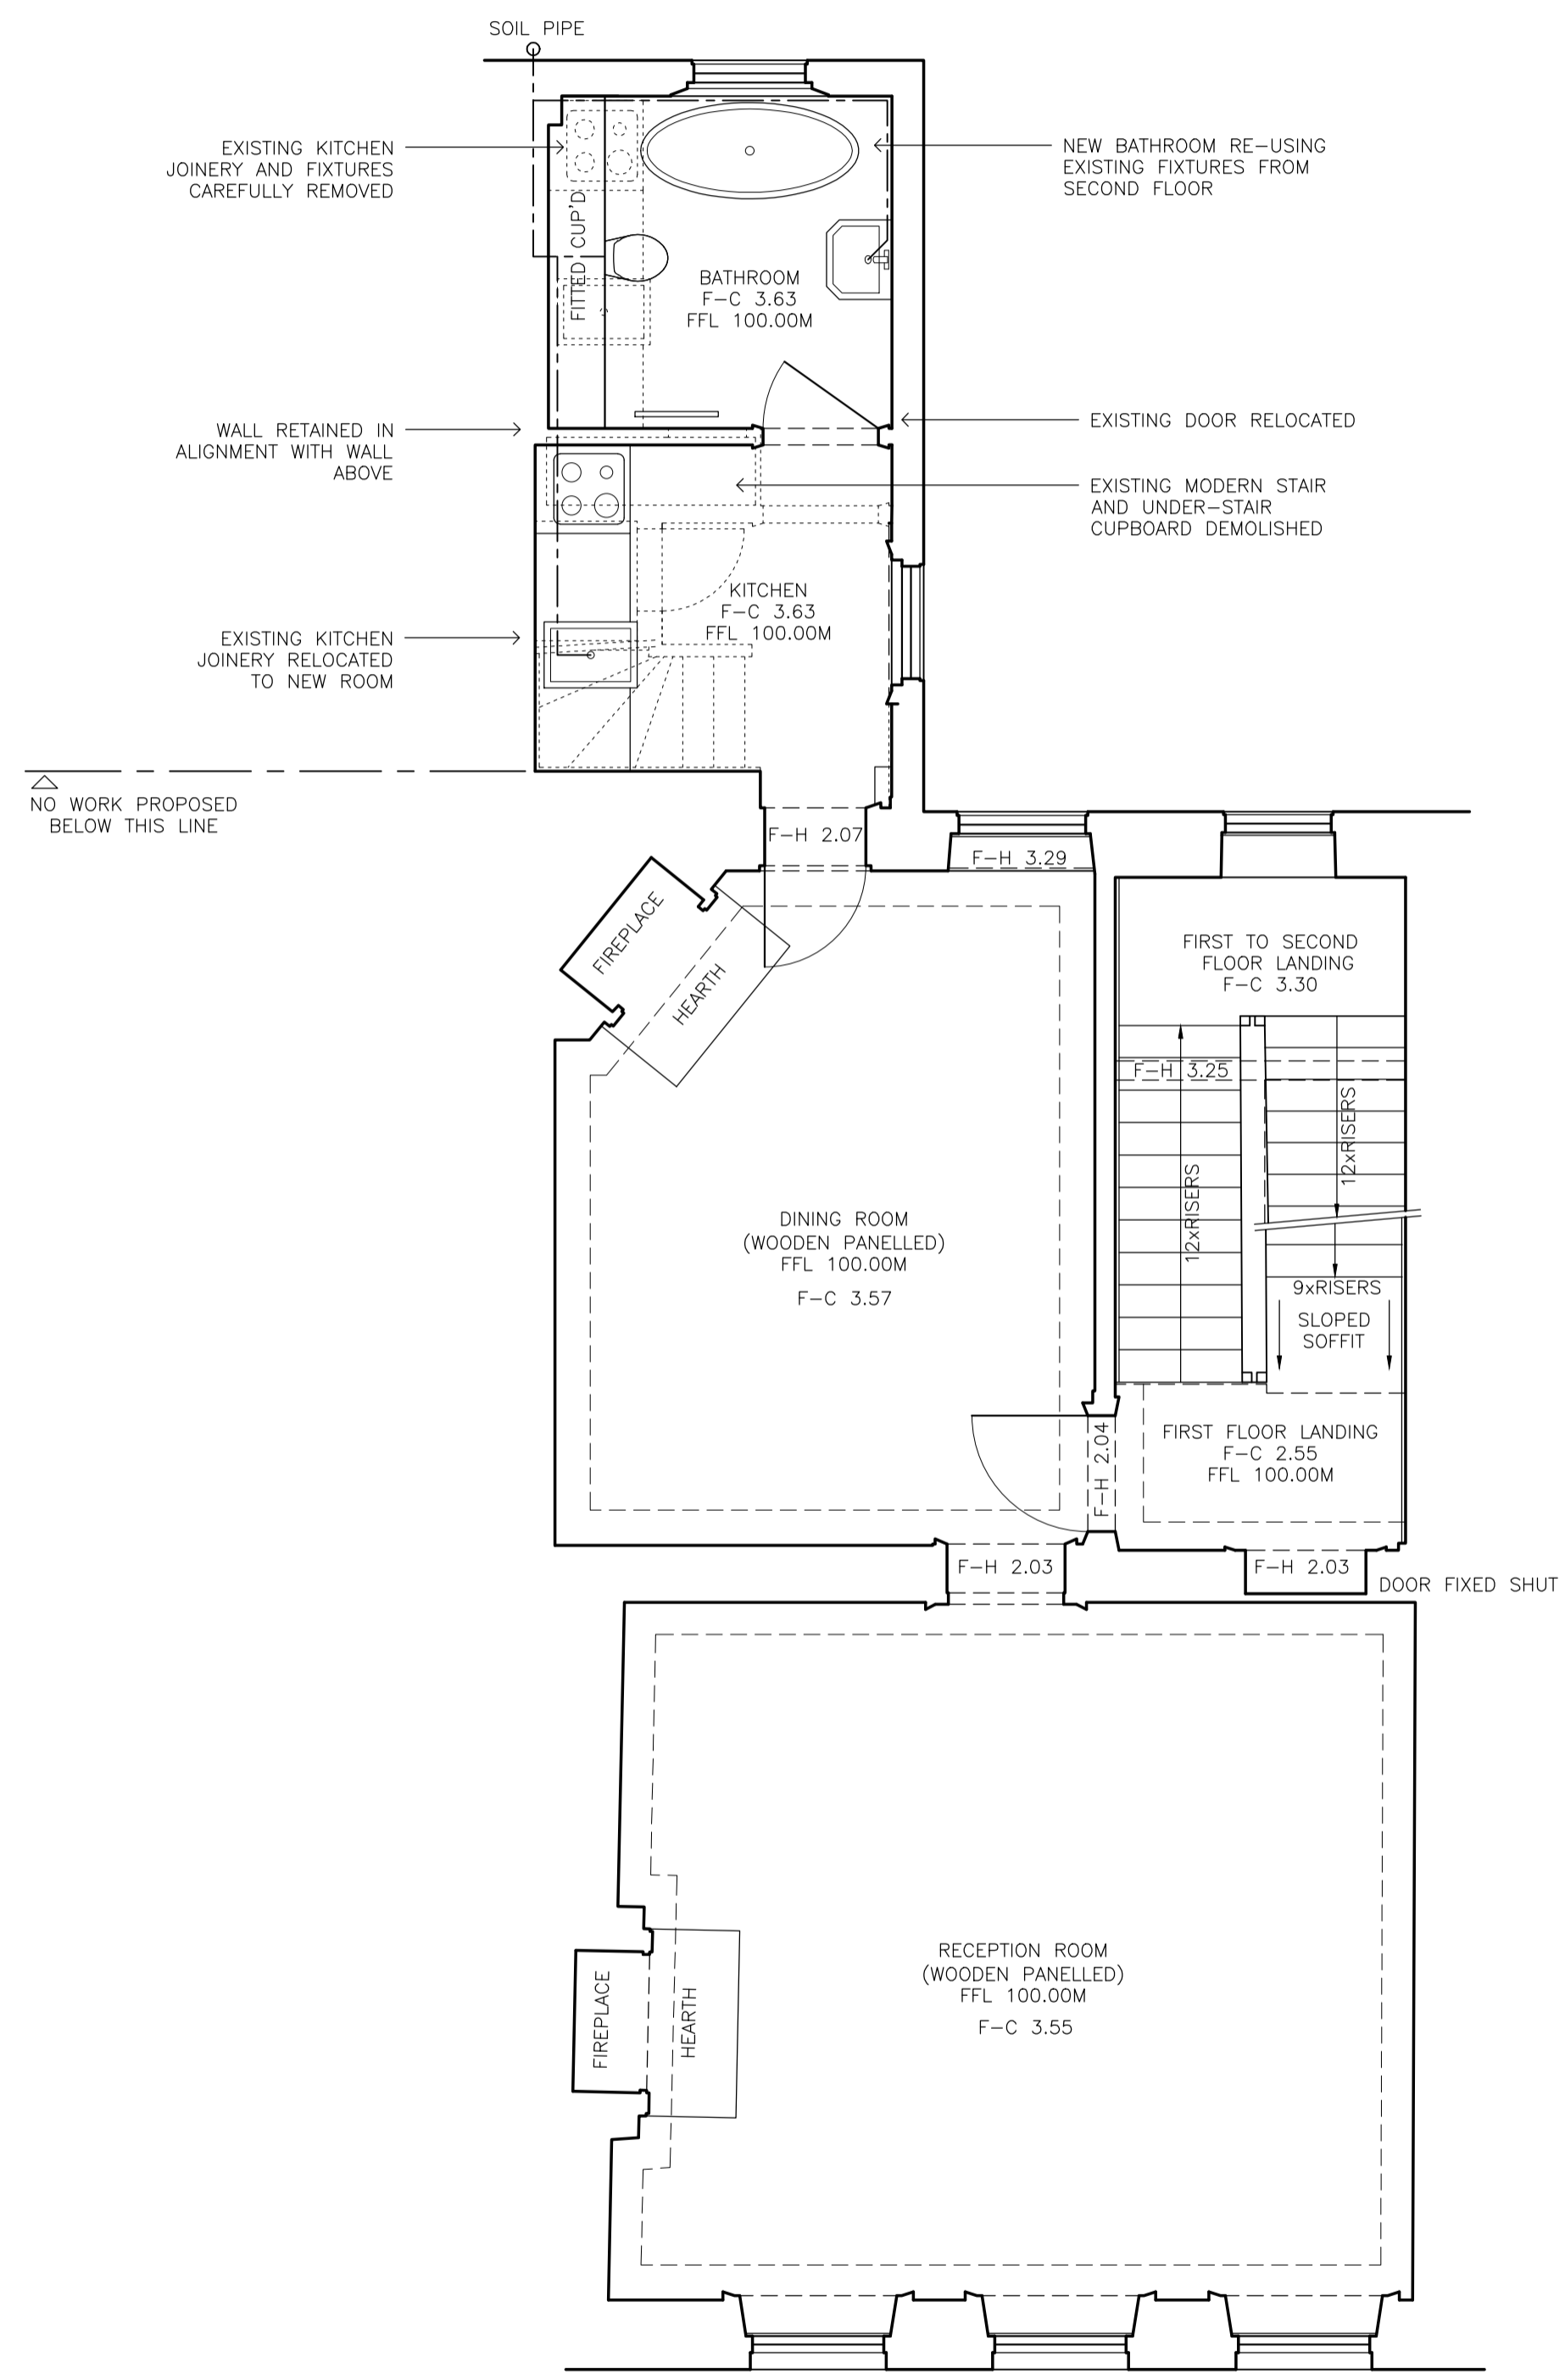 SOIL PIPE
EXISTING KITCHEN
JOINERY AND FIXTURES
CAREFULLY REMOVED
NEW BATHROOM RE-USING
EXISTING FIXTURES FROM
SECOND FLOOR
FITTED CUP'D
BATHROOM
F-C 3.63
FFL 100.00M
WALL RETAINED IN
ALIGNMENT WITH WALL
ABOVE
EXISTING DOOR RELOCATED
EXISTING MODERN STAIR
AND UNDER-STAIR
CUPBOARD DEMOLISHED
KITCHEN
F-C 3.63
FFL 100.00M
EXISTING KITCHEN
JOINERY RELOCATED
TO NEW ROOM
NO WORK PROPOSED
BELOW THIS LINE
F-H 2.07
F-H 3.29
FIREPLACE
HEARTH
FIRST TO SECOND
FLOOR LANDING
F-C 3.30
F-H 3.25
12xRISERS
12xRISERS
DINING ROOM
(WOODEN PANELLED)
FFL 100.00M
F-C 3.57
9xRISERS
SLOPED
SOFFIT
FIRST FLOOR LANDING
F-C 2.55
FFL 100.00M
F-H 2.04
F-H 2.03
F-H 2.03
DOOR FIXED SHUT
RECEPTION ROOM
(WOODEN PANELLED)
FFL 100.00M
F-C 3.55
FIREPLACE
HEARTH